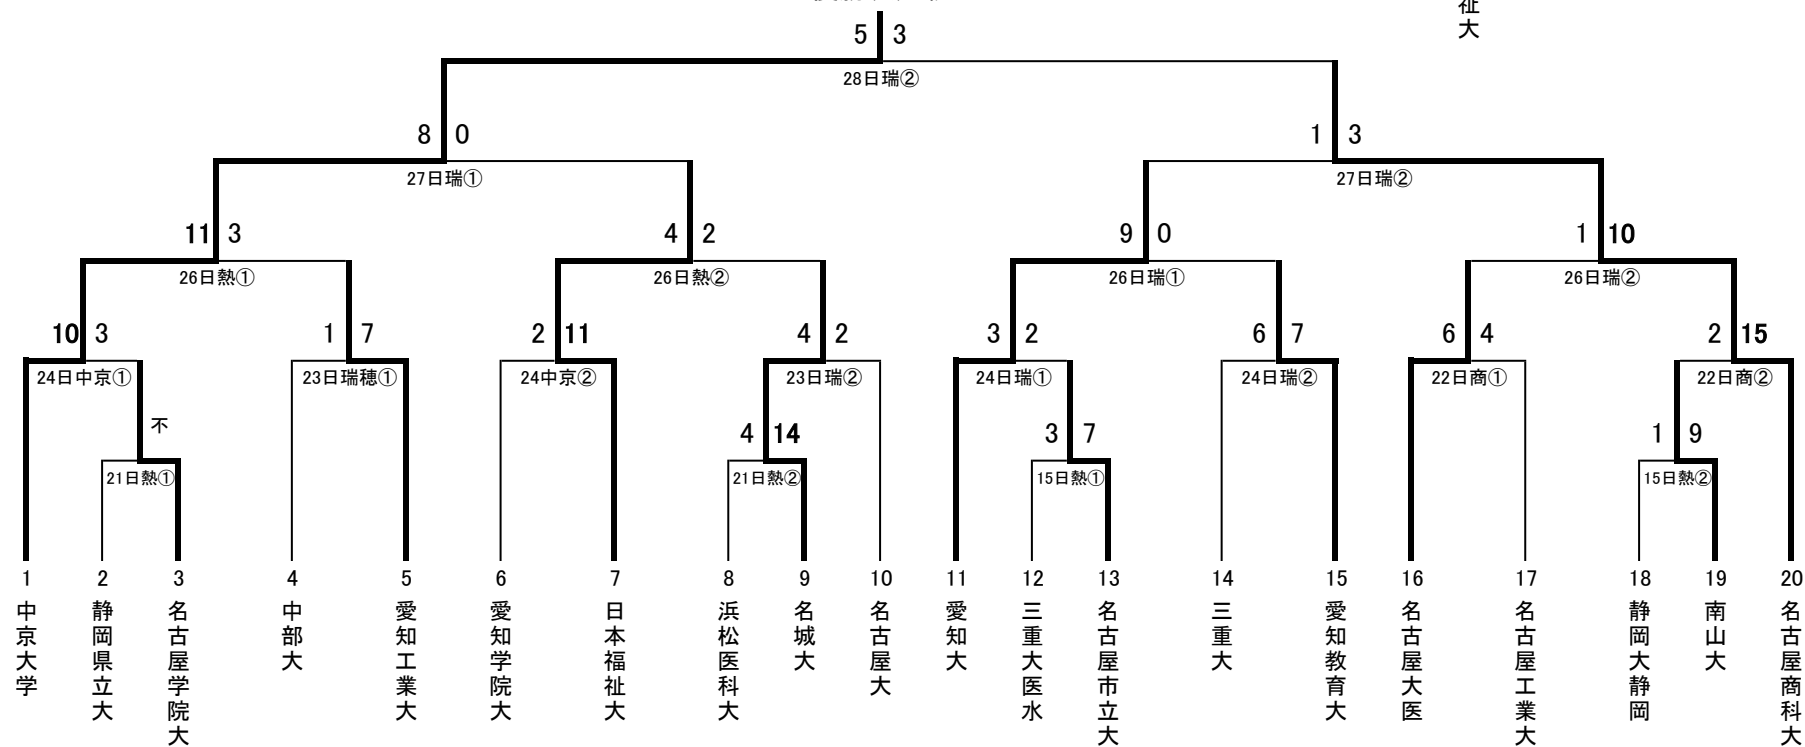 祉大
5 3
28日瑞②
8 0
1 3
27日瑞①
27日瑞②
11 3
4 2
9 0
1 10
26日熱①
26日熱②
26日瑞①
26日瑞②
10 3
1 7
2 11
4 2
3 2
6 7
6 4
2 15
24日中京①
23日瑞穂①
24中京②
23日瑞②
24日瑞①
24日瑞②
22日商①
22日商②
不
4 14
3 7
1 9
21日熱①
21日熱②
15日熱①
15日熱②
1 2 3 4 5 6 7 8 9 10 11 12 13 14 15 16 17 18 19 20
中京大学
静岡県立大
名古屋学院大
中部大
愛知工業大
愛知学院大
日本福祉大
浜松医科大
名城大
名古屋大
愛知大
三重大医水
名古屋市立大
三重大
愛知教育大
名古屋大医
名古屋工業大
静岡大静岡
南山大
名古屋商科大